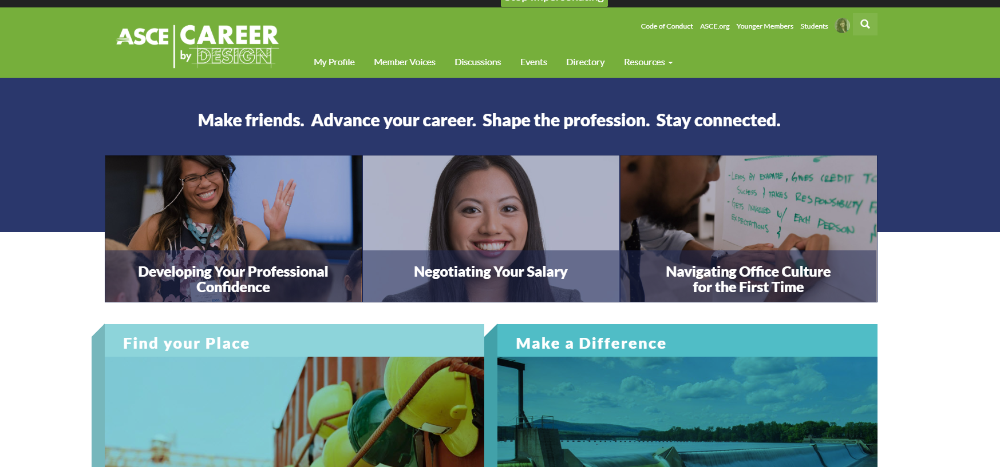 Stop Impersonating
Code of Conduct ASCE.org Younger Members Students
ASCE CAREER
by DESIGN
My Profile Member Voices Discussions Events Directory Resources
Make friends. Advance your career. Shape the profession. Stay connected.
- LEADS BY EXAMPLE, GIVES CREDIT TO
SUCCESS } TAKES RESPONSIBILITY F
- GETS INVOLVED W/ EACH PERSON
EXPECTATIONS }
Developing Your Professional
Confidence
Negotiating Your Salary
Navigating Office Culture
for the First Time
Find your Place
Make a Difference